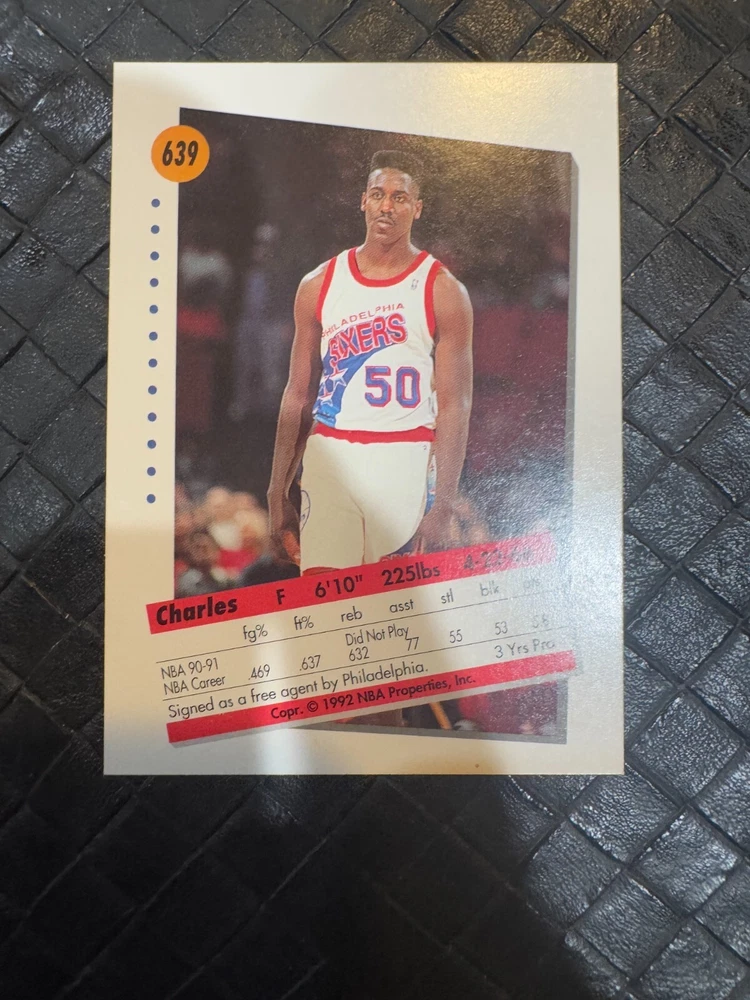 639
PHILADELPHIA
SIXERS
50
Charles F 6'10" 225lbs
fg% ft% reb asst stl blk
NBA 90-91 Did Not Play
NBA Career .469 .637 632 77 55 53
Signed as a free agent by Philadelphia. 3 Yrs Pro
Copr. © 1992 NBA Properties, Inc.